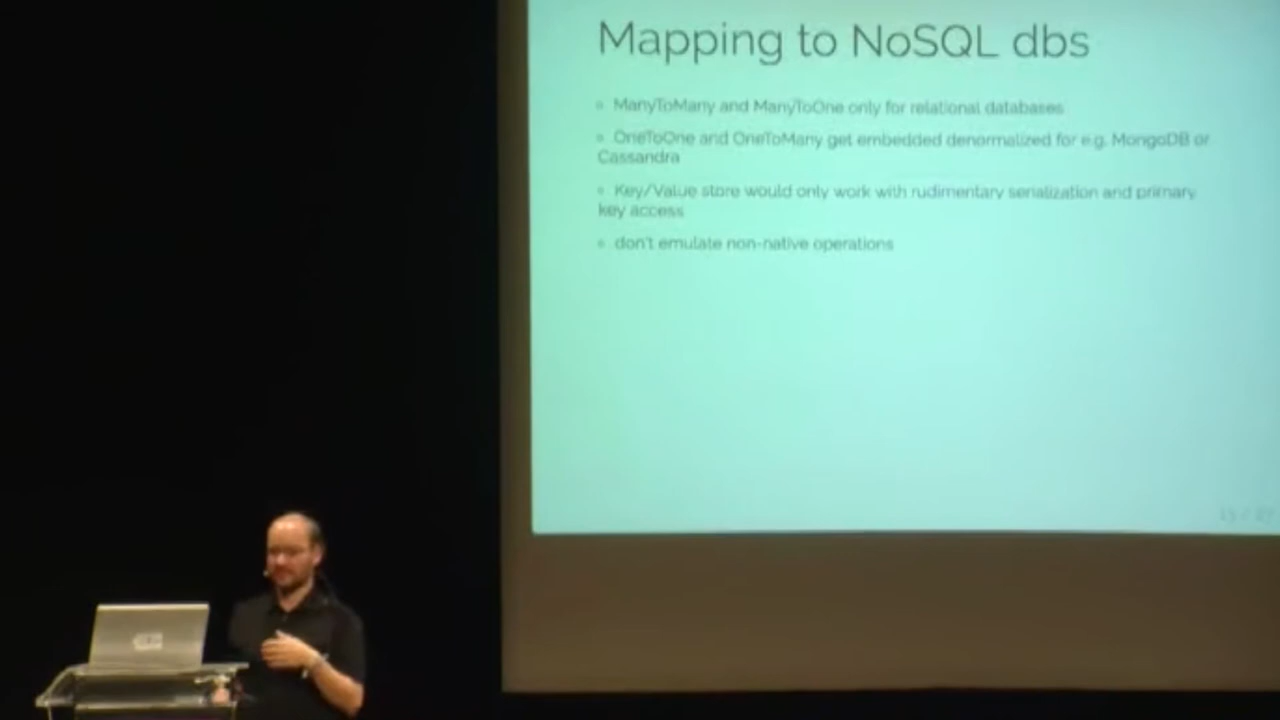 Mapping to NoSQL dbs
ManyToMany and ManyToOne only for relational databases
OneToOne and OneToMany get embedded denormalized for e.g. MongoDB or
Cassandra
Key/Value store would only work with rudimentary serialization and primary
key access
don't emulate non-native operations